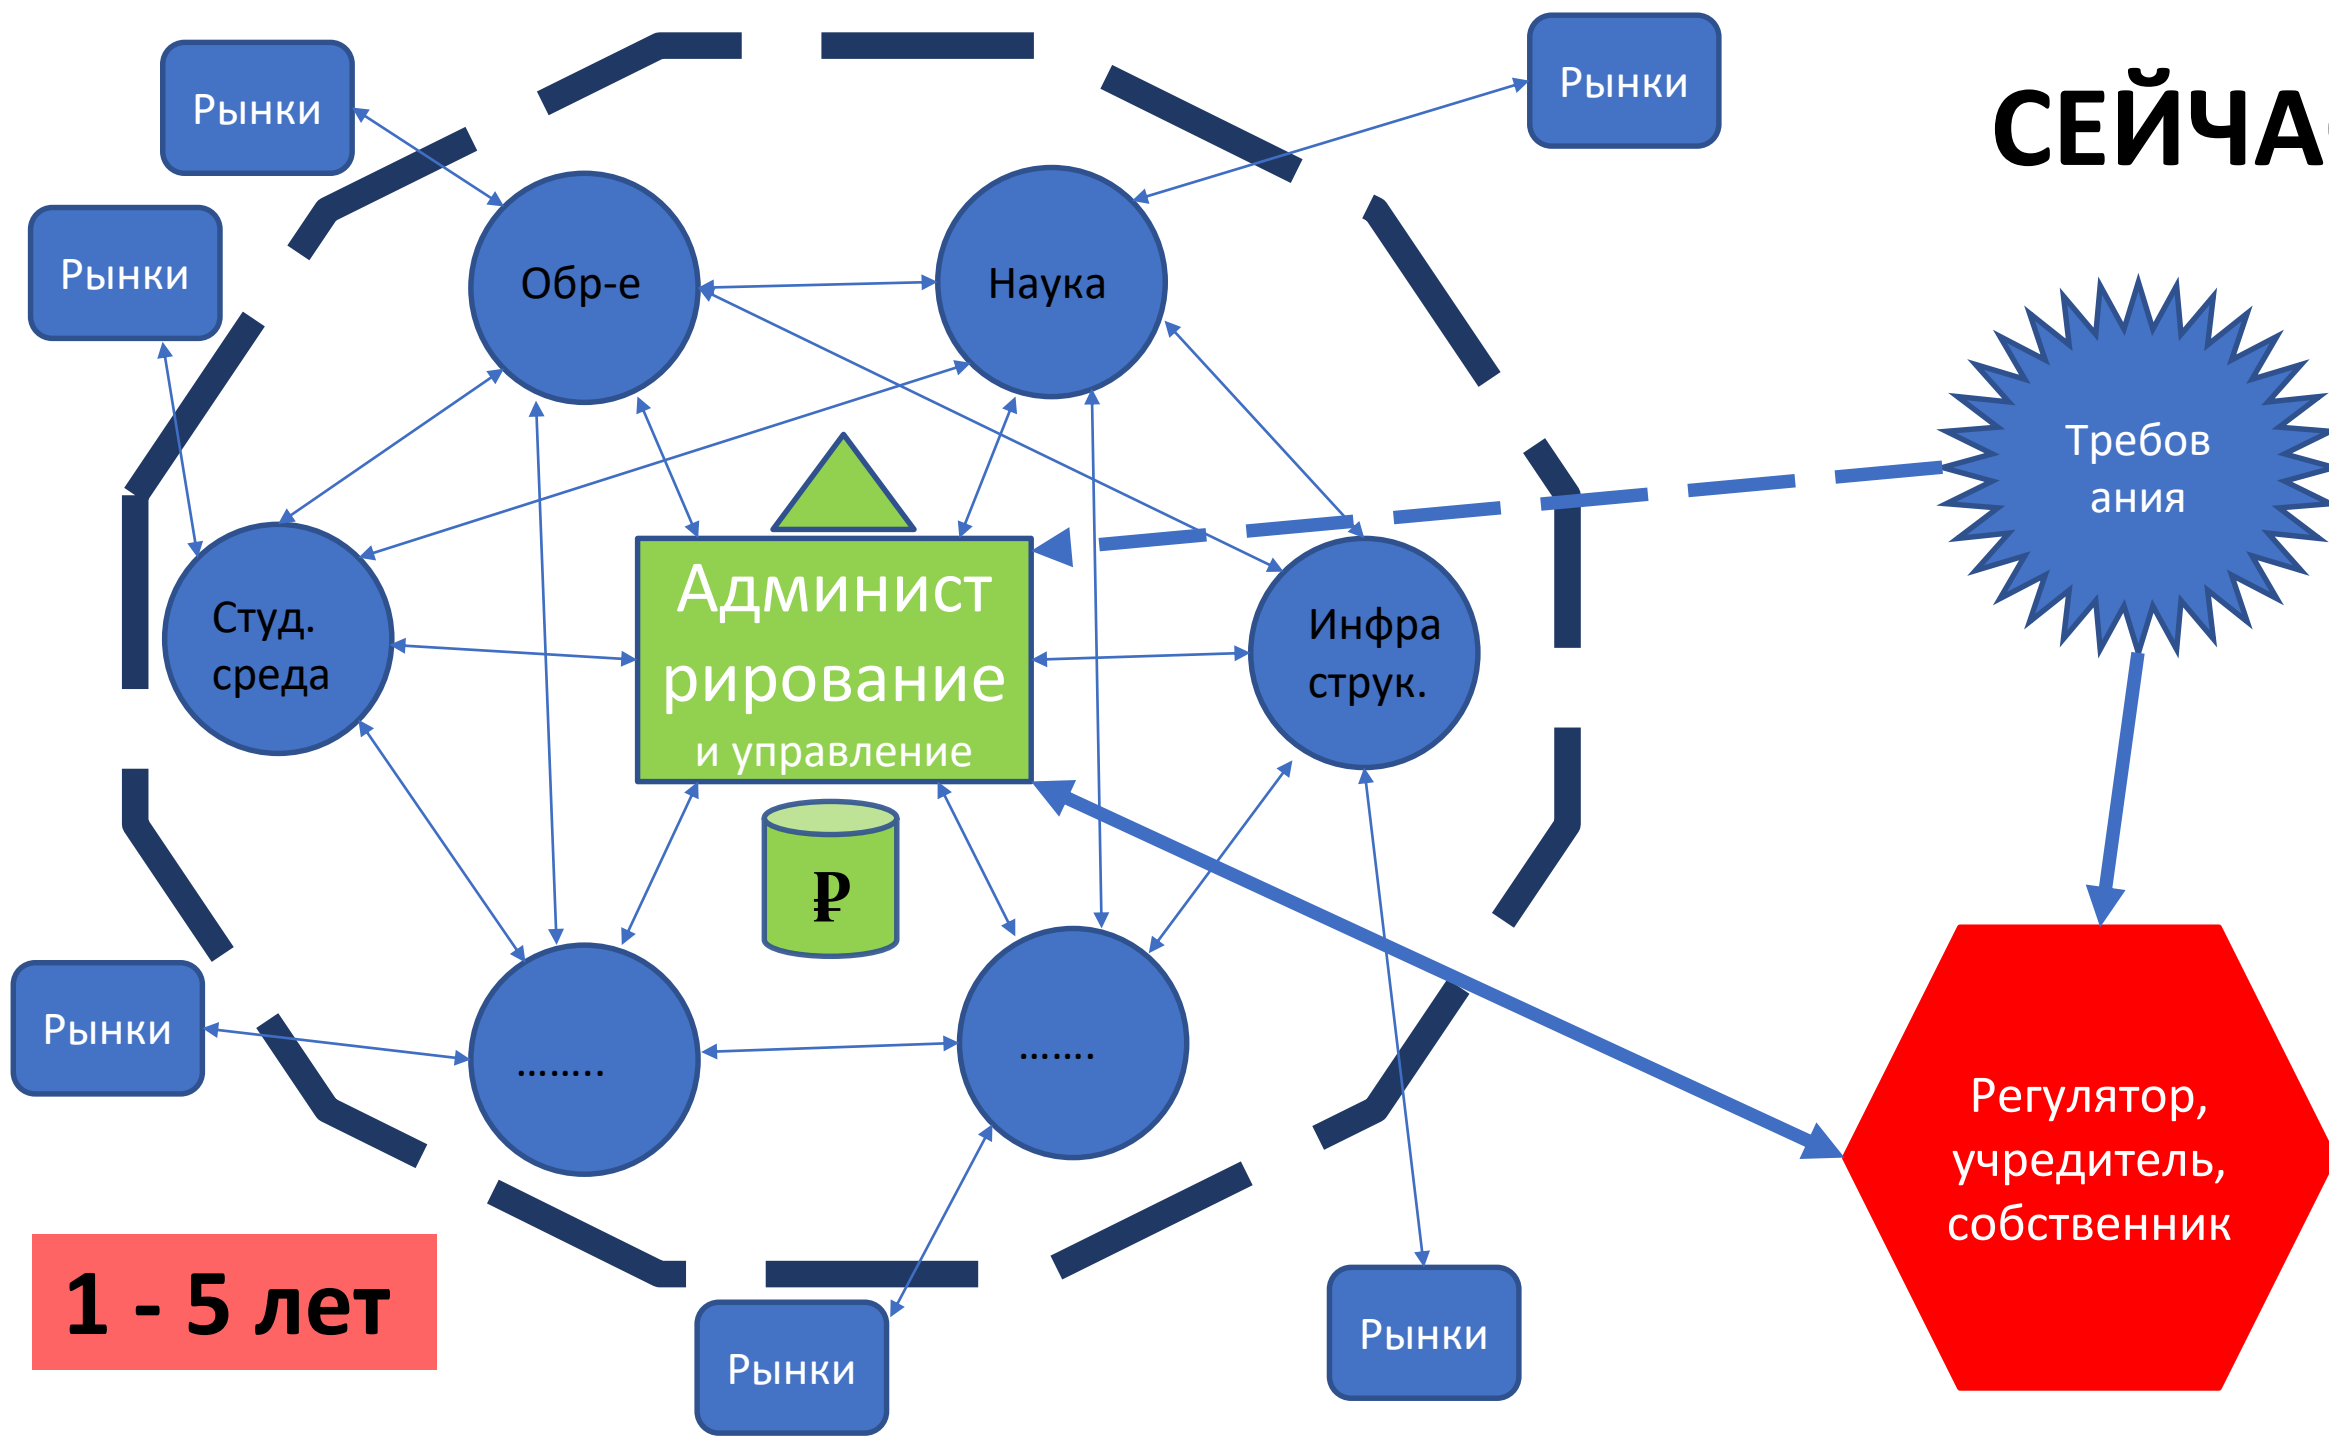 Рынки
Рынки
СЕЙЧА
Рынки
Обр-е
Наука
Требов
ания
Студ.
среда
Админист
рирование
и управление
Инфра
струк.
₽
Рынки
……..
…….
Регулятор,
учредитель,
собственник
1 - 5 лет
Рынки
Рынки